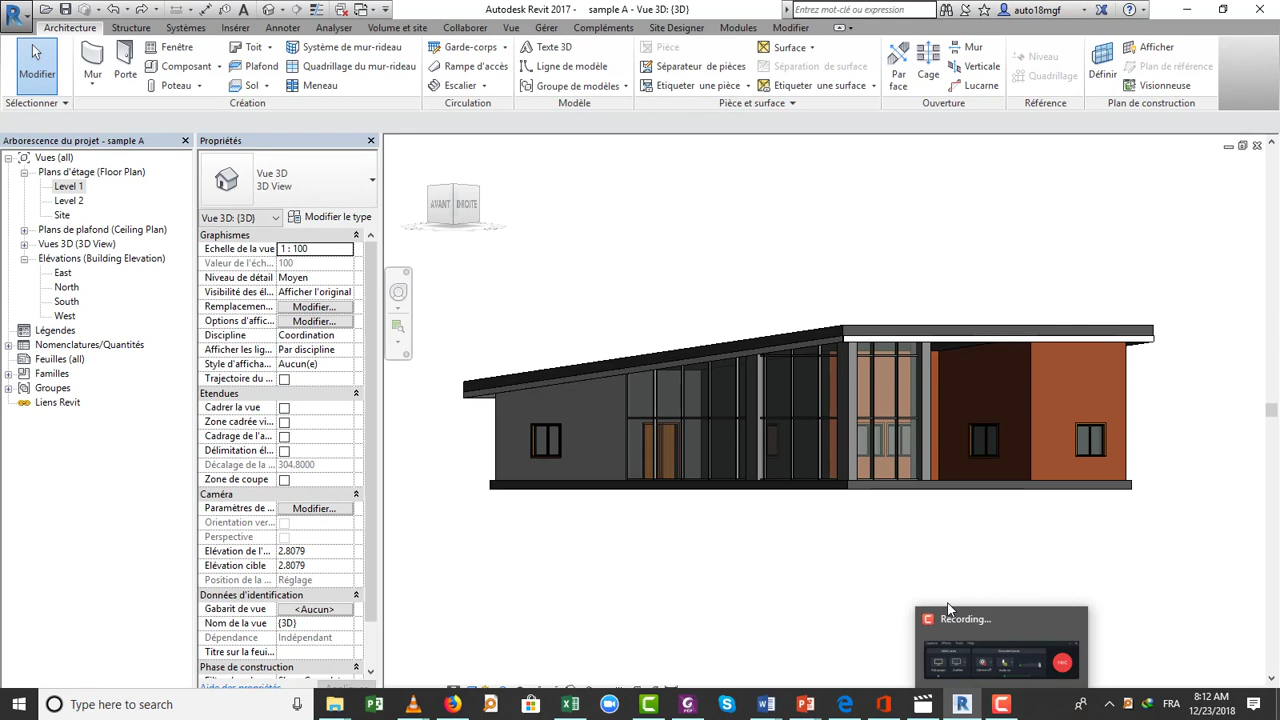 Autodesk Revit 2017 - sample A - Vue 3D: {3D}
Entrez mot-clé ou expression
auto18mgf
Architecture Structure Systèmes Insérer Annoter Analyser Volume et site Collaborer Vue Gérer Compléments Site Designer Modules Modifier
Modifier
Sélectionner
Mur
Porte
Fenêtre
Composant
Poteau
Toit
Plafond
Sol
Système de mur-rideau
Quadrillage du mur-rideau
Meneau
Création
Garde-corps
Rampe d'accès
Escalier
Circulation
Texte 3D
Ligne de modèle
Groupe de modèles
Modèle
Pièce
Séparateur de pièces
Etiqueter une pièce
Surface
Séparation de surface
Etiqueter une surface
Pièce et surface
Par face
Cage
Mur
Verticale
Lucarne
Ouverture
Niveau
Quadrillage
Référence
Définir
Afficher
Plan de référence
Visionneuse
Plan de construction
Arborescence du projet - sample A
Vues (all)
Plans d'étage (Floor Plan)
Level 1
Level 2
Site
Plans de plafond (Ceiling Plan)
Vues 3D (3D View)
Elévations (Building Elevation)
East
North
South
West
Légendes
Nomenclatures/Quantités
Feuilles (all)
Familles
Groupes
Liens Revit
Propriétés
Vue 3D
3D View
Vue 3D: {3D} Modifier le type
Graphismes
Echelle de la vue 1 : 100
Valeur de l'éch... 100
Niveau de détail Moyen
Visibilité des él... Afficher l'original
Remplacemen... Modifier...
Options d'affic... Modifier...
Discipline Coordination
Afficher les lig... Par discipline
Style d'afficha... Aucun(e)
Trajectoire du ...
Etendues
Cadrer la vue
Zone cadrée vi...
Cadrage de l'a...
Délimitation él...
Décalage de la ... 304.8000
Zone de coupe
Caméra
Paramètres de ... Modifier...
Orientation ver...
Perspective
Elévation de l'... 2.8079
Elévation cible 2.8079
Position de la ... Réglage
Données d'identification
Gabarit de vue <Aucun>
Nom de la vue {3D}
Dépendance Indépendant
Titre sur la feui...
Phase de construction
Aide des propriétés
AVANT DROITE
Recording...
Type here to search
FRA
8:12 AM
12/23/2018